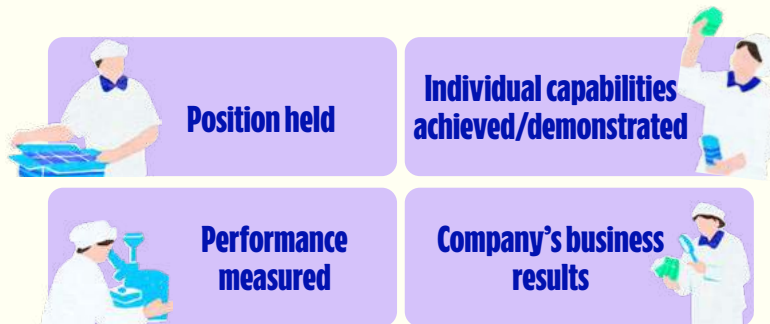 Position held
Individual capabilities
achieved/demonstrated
Performance
measured
Company’s business
results